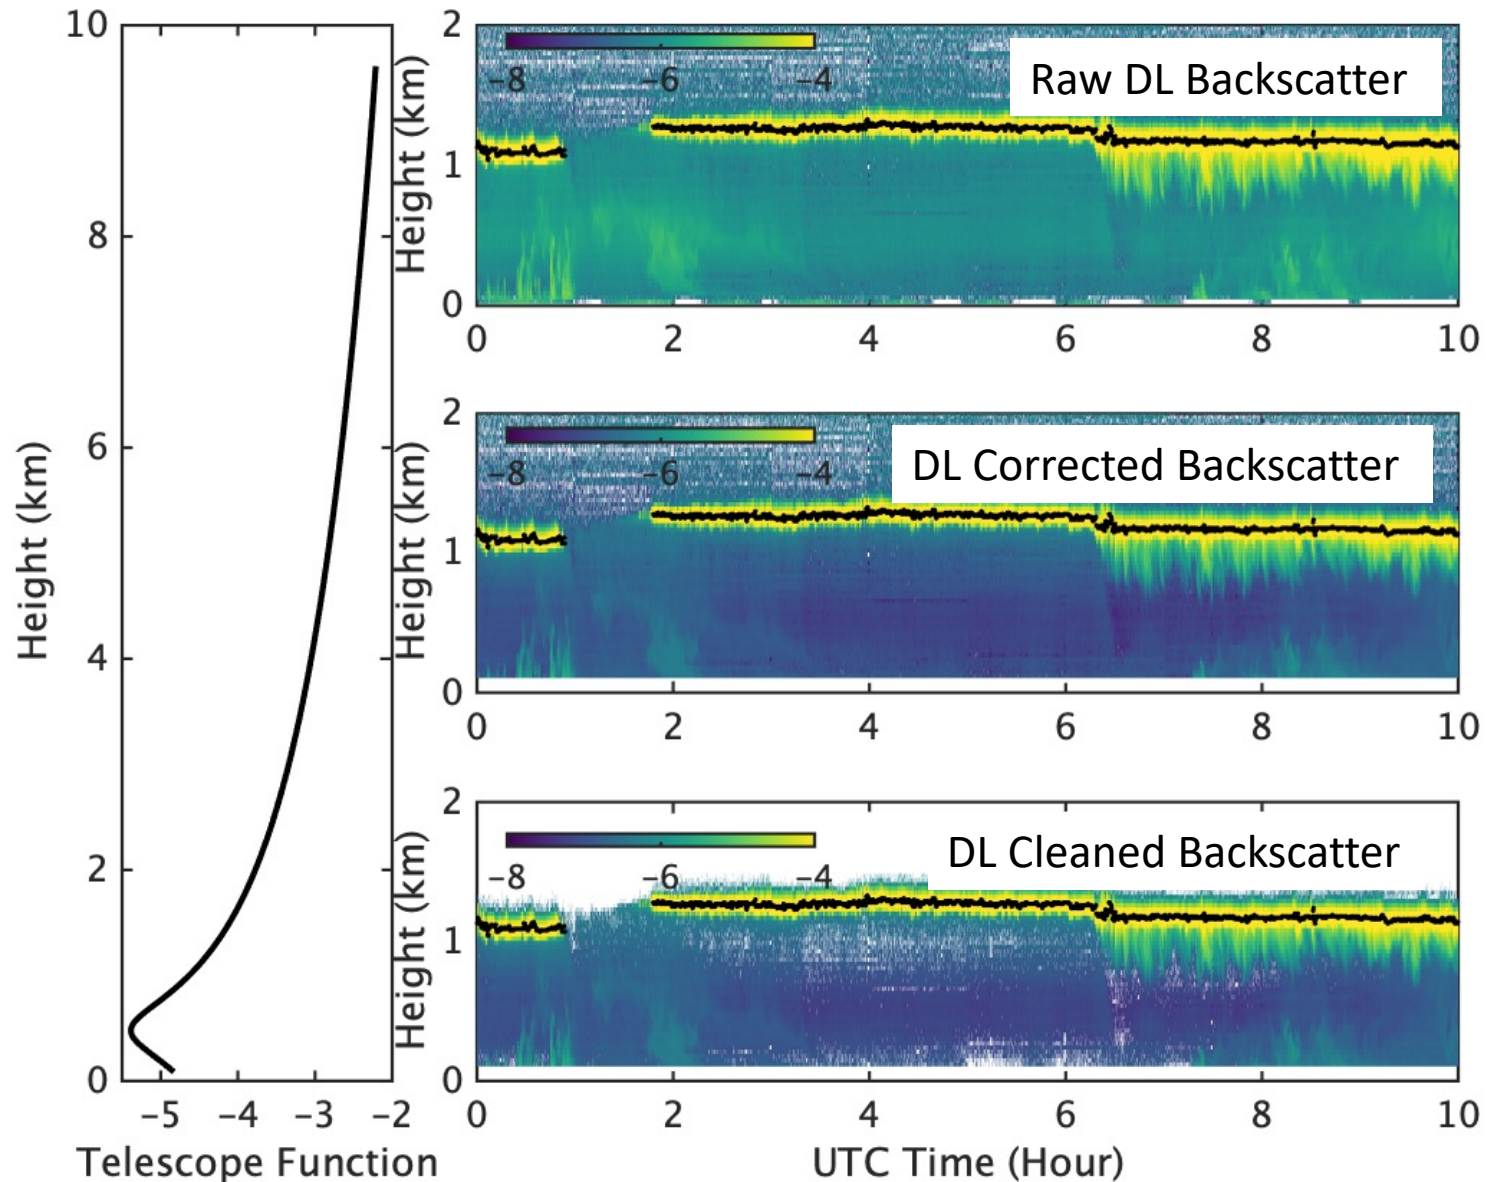 10
8
6
4
2
0
Height (km)
−5 −4 −3 −2
Telescope Function
2
1
0
Height (km)
−8 −6 −4
Raw DL Backscatter
0 2 4 6 8 10
2
1
0
Height (km)
−8 −6 −4
DL Corrected Backscatter
0 2 4 6 8 10
2
1
0
Height (km)
−8 −6 −4
DL Cleaned Backscatter
0 2 4 6 8 10
UTC Time (Hour)